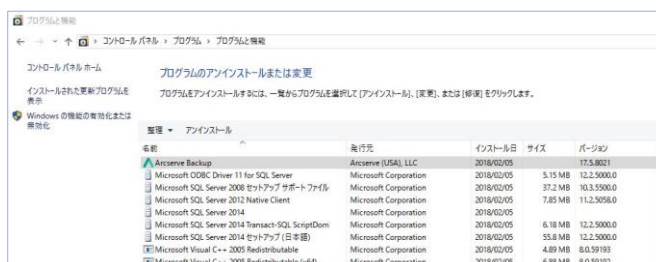 プログラムと機能
コントロール パネル › プログラム › プログラムと機能
コントロール パネル ホーム
インストールされた更新プログラムを
表示
Windows の機能の有効化または
無効化
プログラムのアンインストールまたは変更
プログラムをアンインストールするには、一覧からプログラムを選択して [アンインストール]、[変更]、または [修復] をクリックします。
整理 アンインストール
名前 発行元 インストール日 サイズ バージョン
Arcserve Backup Arcserve (USA), LLC 2018/02/05 17.5.8021
Microsoft ODBC Driver 11 for SQL Server Microsoft Corporation 2018/02/05 5.15 MB 12.2.5000.0
Microsoft SQL Server 2008 セットアップ サポート ファイル Microsoft Corporation 2018/02/05 37.2 MB 10.3.5500.0
Microsoft SQL Server 2012 Native Client Microsoft Corporation 2018/02/05 7.85 MB 11.2.5058.0
Microsoft SQL Server 2014 Microsoft Corporation 2018/02/05
Microsoft SQL Server 2014 Transact-SQL ScriptDom Microsoft Corporation 2018/02/05 6.18 MB 12.2.5000.0
Microsoft SQL Server 2014 セットアップ (日本語) Microsoft Corporation 2018/02/05 55.8 MB 12.2.5000.0
Microsoft Visual C++ 2005 Redistributable Microsoft Corporation 2018/02/05 4.89 MB 8.0.59193
Microsoft Visual C++ 2005 Redistributable (x64) Microsoft Corporation 2018/02/05 6.88 MB 8.0.59192